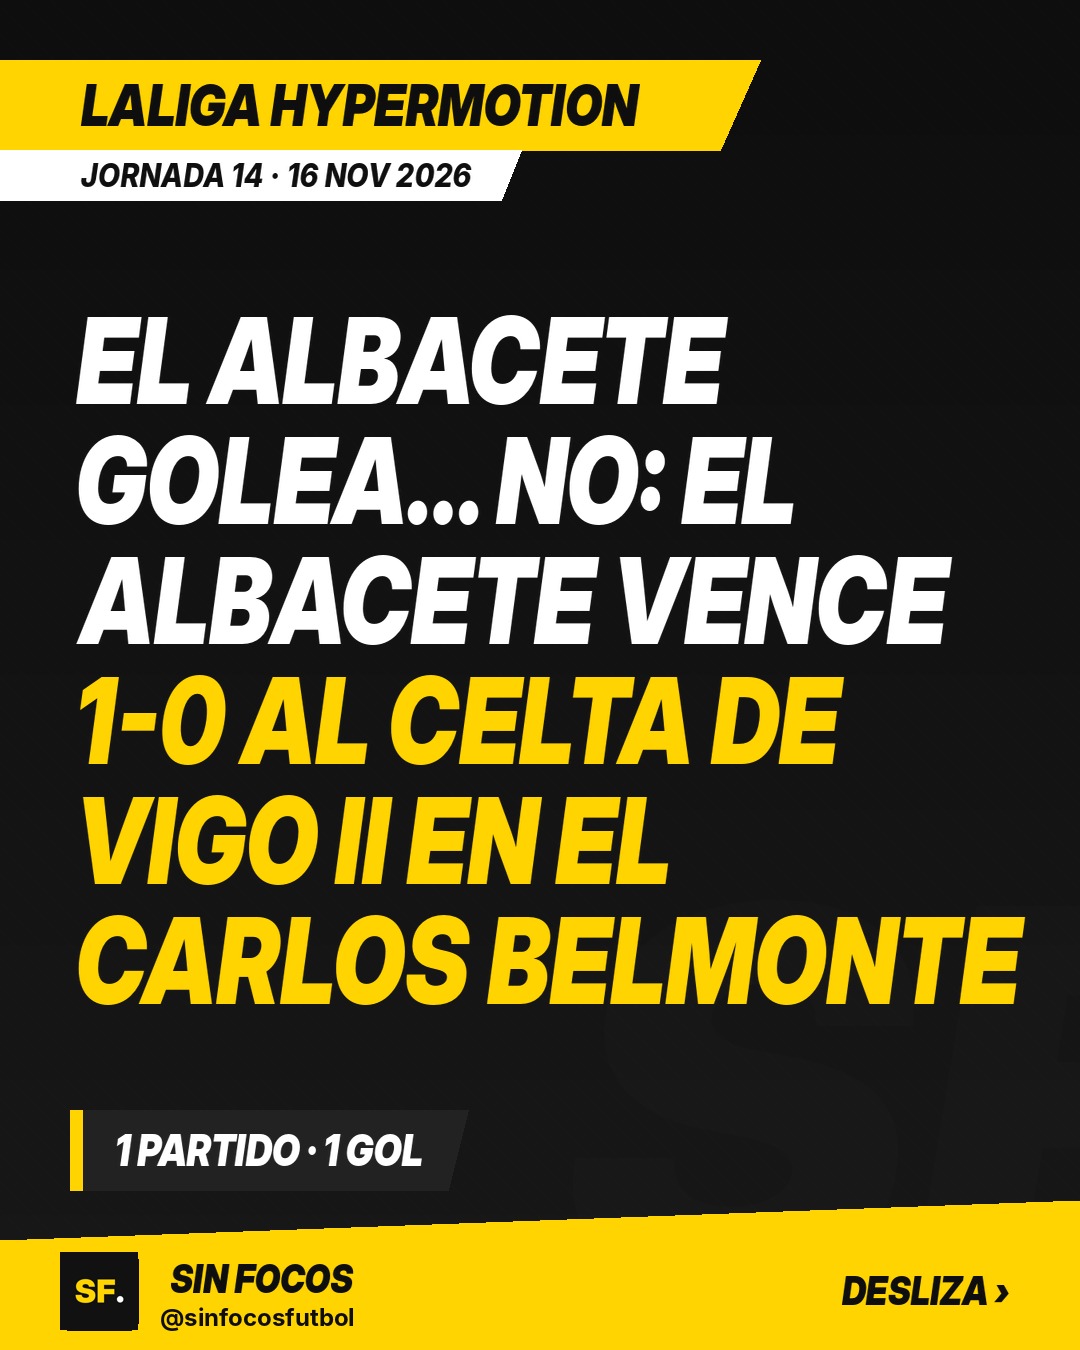 LALIGA HYPERMOTION
JORNADA 14 · 16 NOV 2026
EL ALBACETE
GOLEA... NO: EL
ALBACETE VENCE
1-0 AL CELTA DE
VIGO II EN EL
CARLOS BELMONTE
1 PARTIDO · 1 GOL
SF.
SIN FOCOS
@sinfocosfutbol
DESLIZA ›
SF